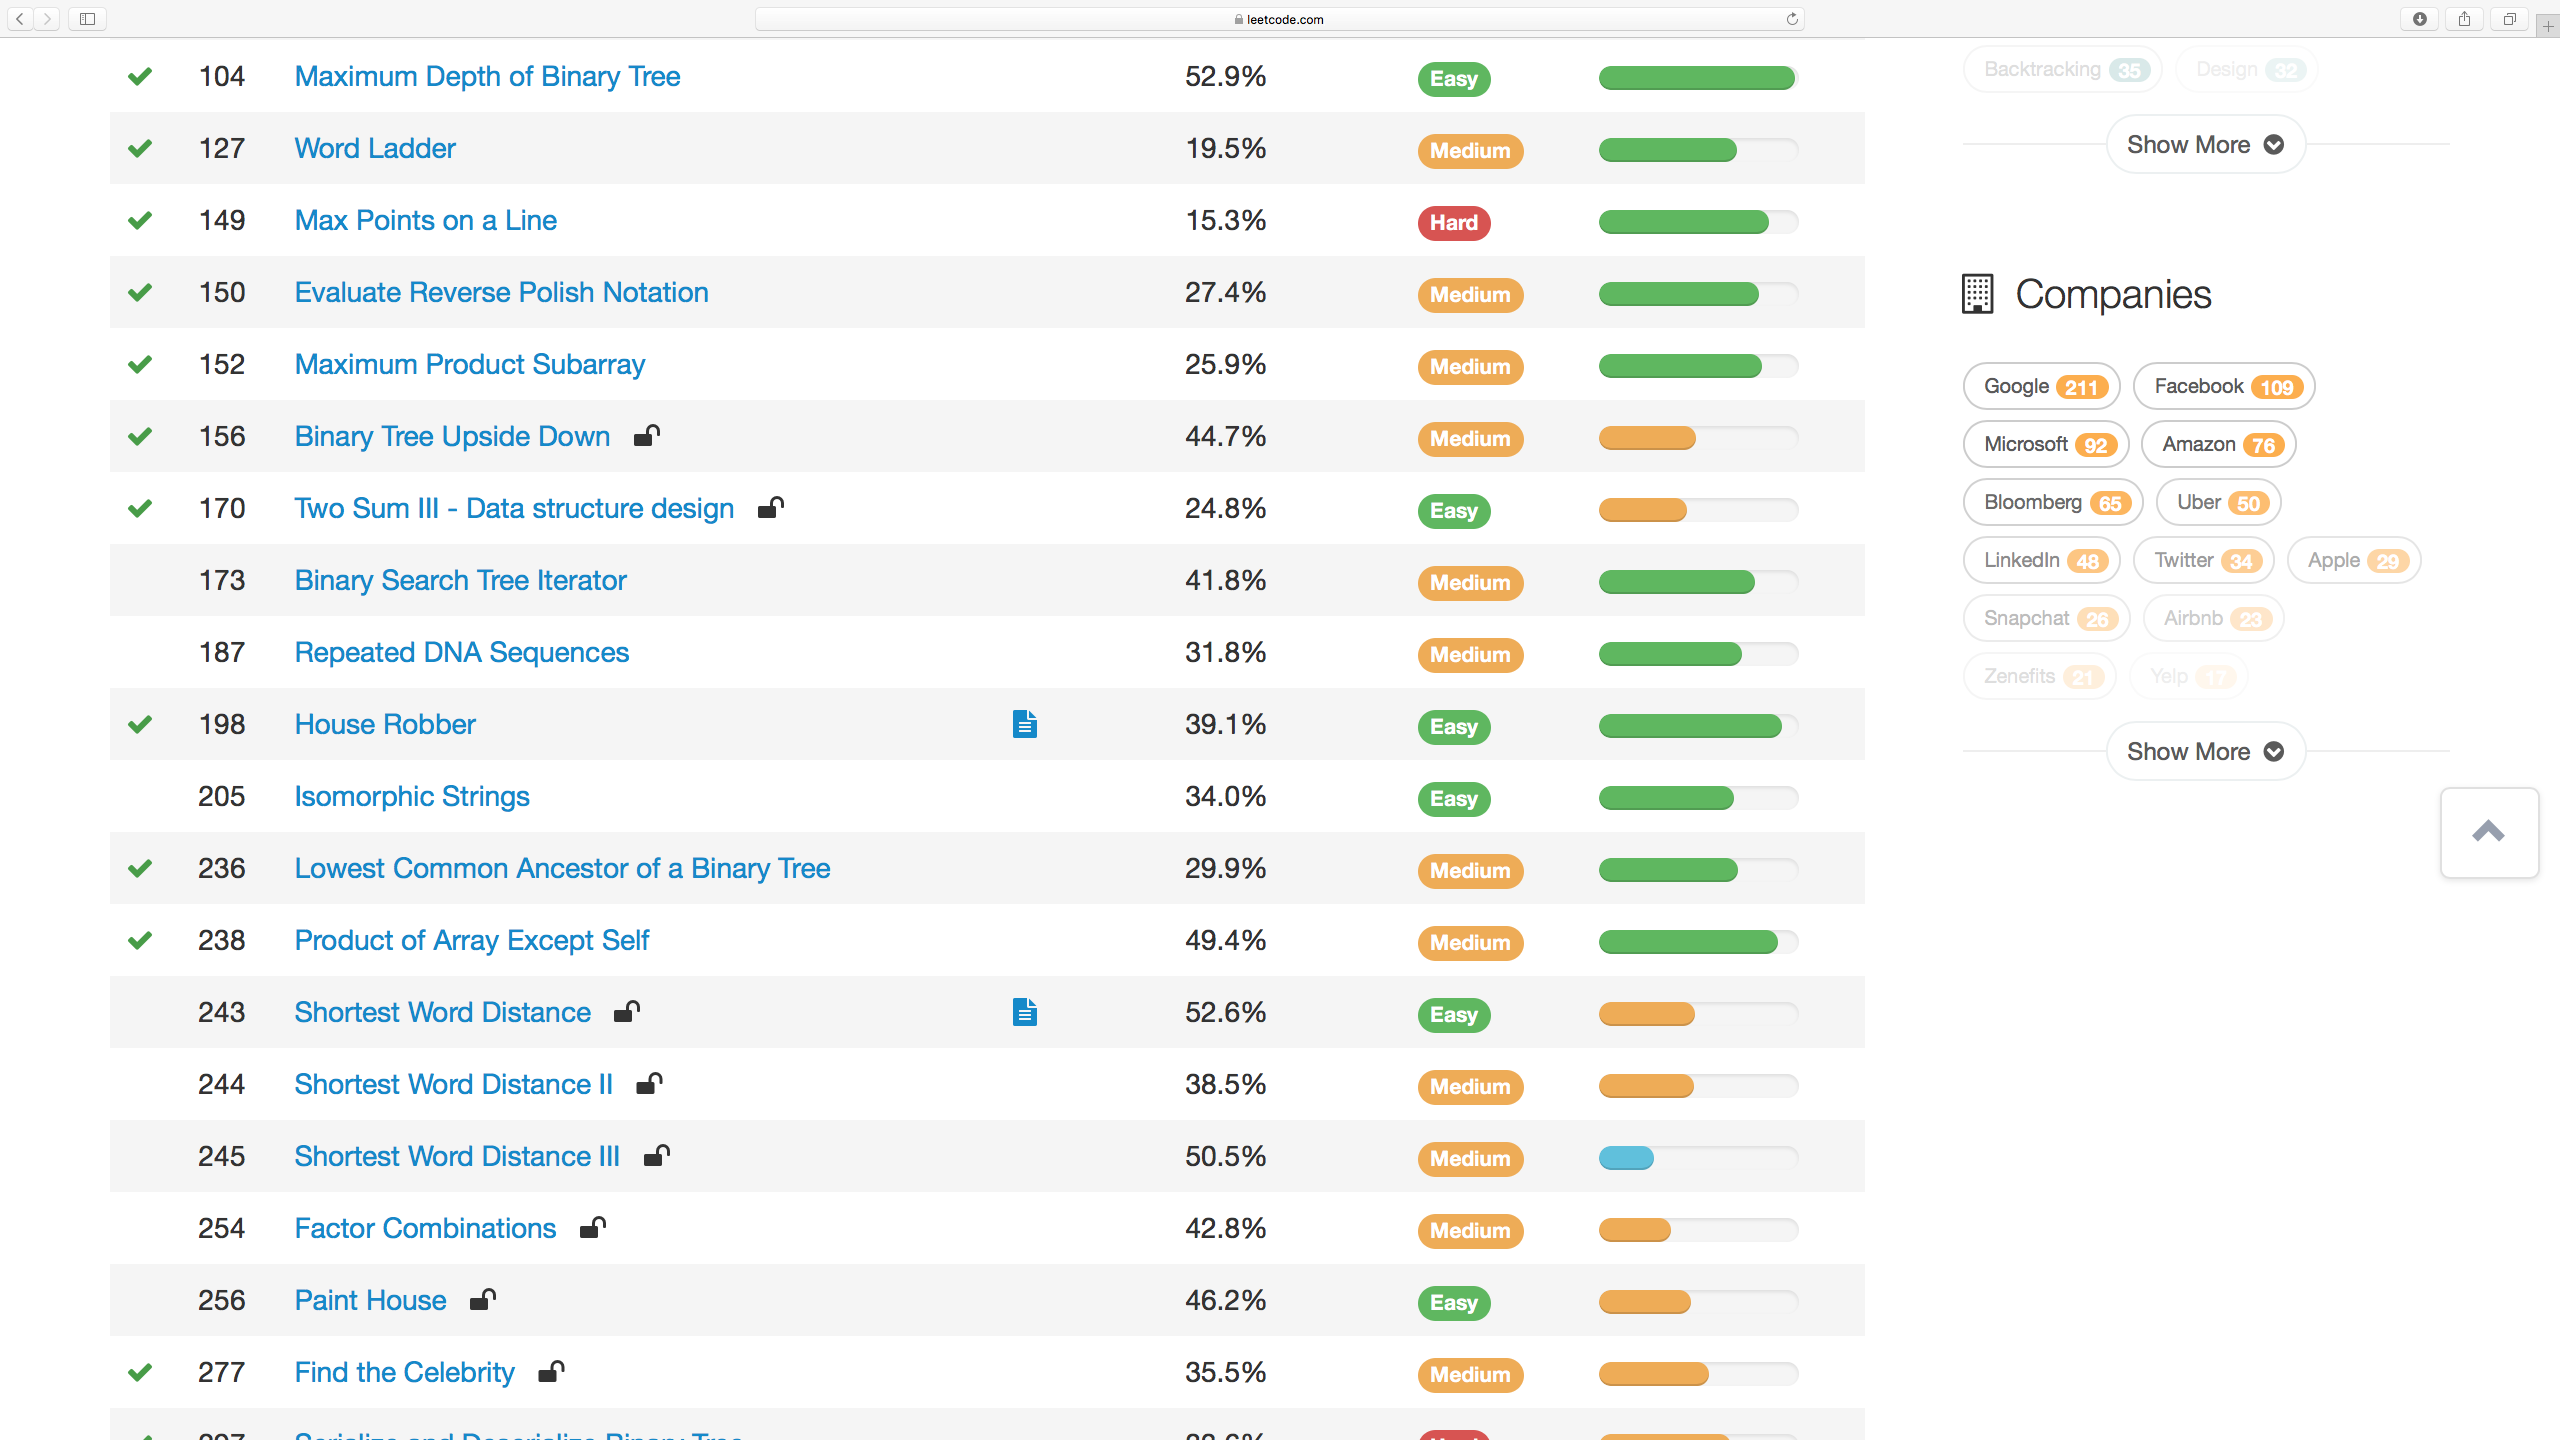 leetcode.com
104 Maximum Depth of Binary Tree 52.9% Easy
127 Word Ladder 19.5% Medium
149 Max Points on a Line 15.3% Hard
150 Evaluate Reverse Polish Notation 27.4% Medium
152 Maximum Product Subarray 25.9% Medium
156 Binary Tree Upside Down 44.7% Medium
170 Two Sum III - Data structure design 24.8% Easy
173 Binary Search Tree Iterator 41.8% Medium
187 Repeated DNA Sequences 31.8% Medium
198 House Robber 39.1% Easy
205 Isomorphic Strings 34.0% Easy
236 Lowest Common Ancestor of a Binary Tree 29.9% Medium
238 Product of Array Except Self 49.4% Medium
243 Shortest Word Distance 52.6% Easy
244 Shortest Word Distance II 38.5% Medium
245 Shortest Word Distance III 50.5% Medium
254 Factor Combinations 42.8% Medium
256 Paint House 46.2% Easy
277 Find the Celebrity 35.5% Medium
Serialize and Deserialize Binary Tree
Backtracking 35 Design 32
Show More
Companies
Google 211 Facebook 109
Microsoft 92 Amazon 76
Bloomberg 65 Uber 50
LinkedIn 48 Twitter 34 Apple 29
Snapchat 26 Airbnb 23
Zenefits 21 Yelp 17
Show More